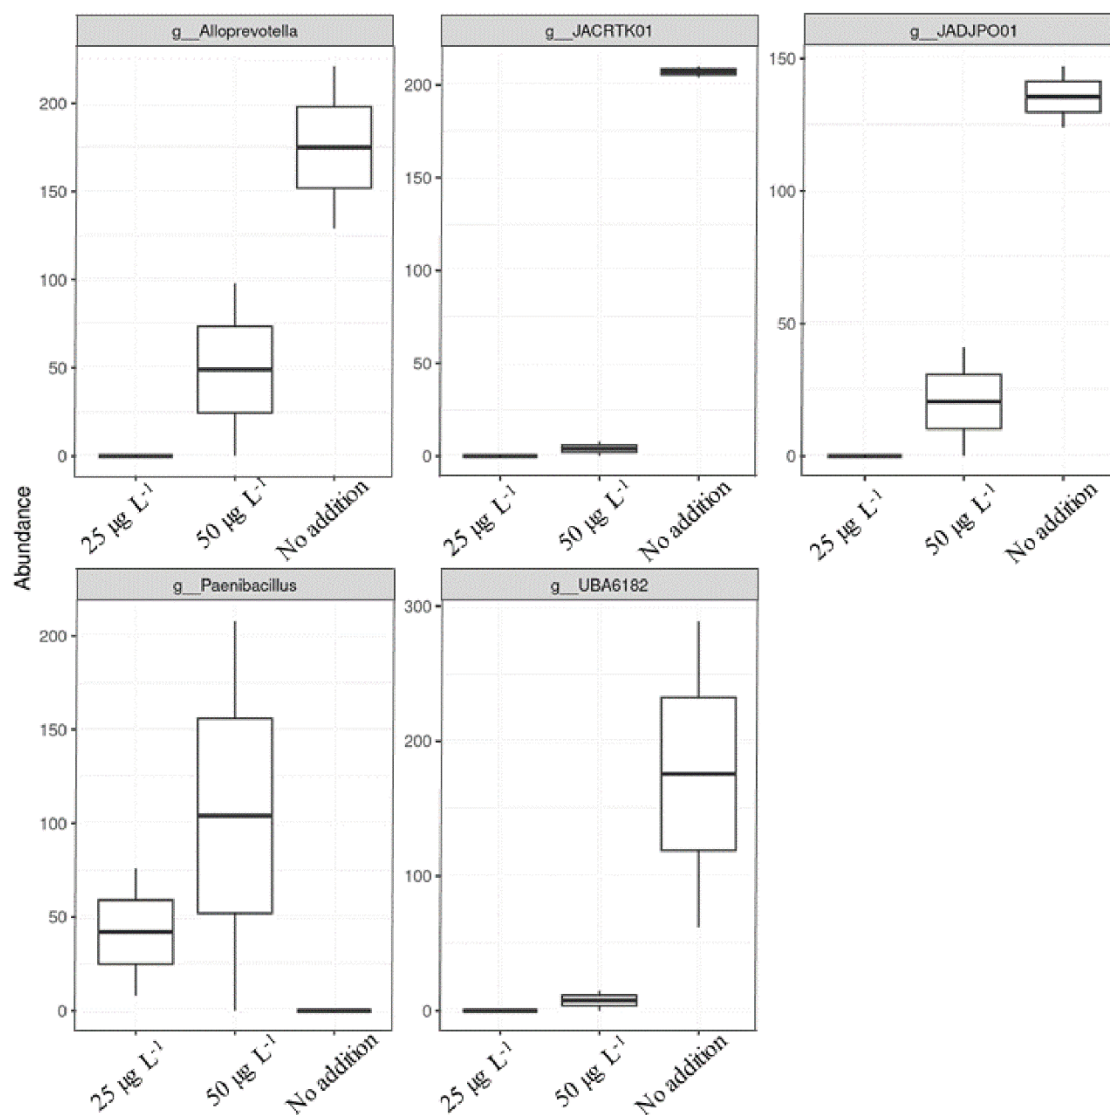 g__Alloprevotella
g__JACRTK01
g__JADJPO01
200
150
100
50
0
200
150
100
50
0
150
100
50
0
25 µg L⁻¹
50 µg L⁻¹
No addition
25 µg L⁻¹
50 µg L⁻¹
No addition
25 µg L⁻¹
50 µg L⁻¹
No addition
Abundance
g__Paenibacillus
g__UBA6182
200
150
100
50
0
300
200
100
0
25 µg L⁻¹
50 µg L⁻¹
No addition
25 µg L⁻¹
50 µg L⁻¹
No addition